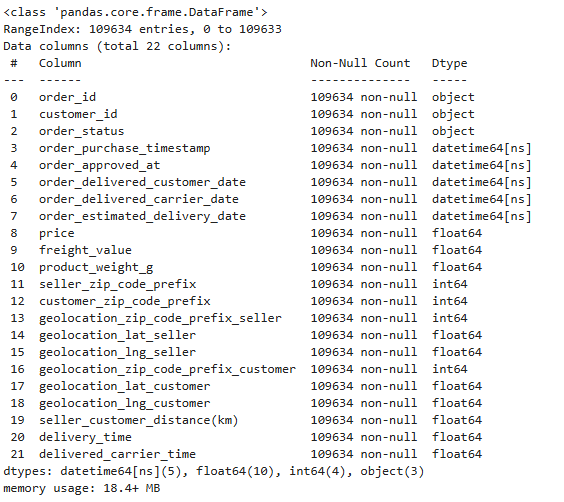 <class 'pandas.core.frame.DataFrame'>
RangeIndex: 109634 entries, 0 to 109633
Data columns (total 22 columns):
 #   Column                              Non-Null Count   Dtype
---  ------                              --------------   -----
 0   order_id                            109634 non-null  object
 1   customer_id                         109634 non-null  object
 2   order_status                        109634 non-null  object
 3   order_purchase_timestamp            109634 non-null  datetime64[ns]
 4   order_approved_at                   109634 non-null  datetime64[ns]
 5   order_delivered_customer_date       109634 non-null  datetime64[ns]
 6   order_delivered_carrier_date        109634 non-null  datetime64[ns]
 7   order_estimated_delivery_date       109634 non-null  datetime64[ns]
 8   price                               109634 non-null  float64
 9   freight_value                       109634 non-null  float64
 10  product_weight_g                    109634 non-null  float64
 11  seller_zip_code_prefix              109634 non-null  int64
 12  customer_zip_code_prefix            109634 non-null  int64
 13  geolocation_zip_code_prefix_seller  109634 non-null  int64
 14  geolocation_lat_seller              109634 non-null  float64
 15  geolocation_lng_seller              109634 non-null  float64
 16  geolocation_zip_code_prefix_customer  109634 non-null  int64
 17  geolocation_lat_customer            109634 non-null  float64
 18  geolocation_lng_customer            109634 non-null  float64
 19  seller_customer_distance(km)        109634 non-null  float64
 20  delivery_time                       109634 non-null  float64
 21  delivered_carrier_time              109634 non-null  float64
dtypes: datetime64[ns](5), float64(10), int64(4), object(3)
memory usage: 18.4+ MB